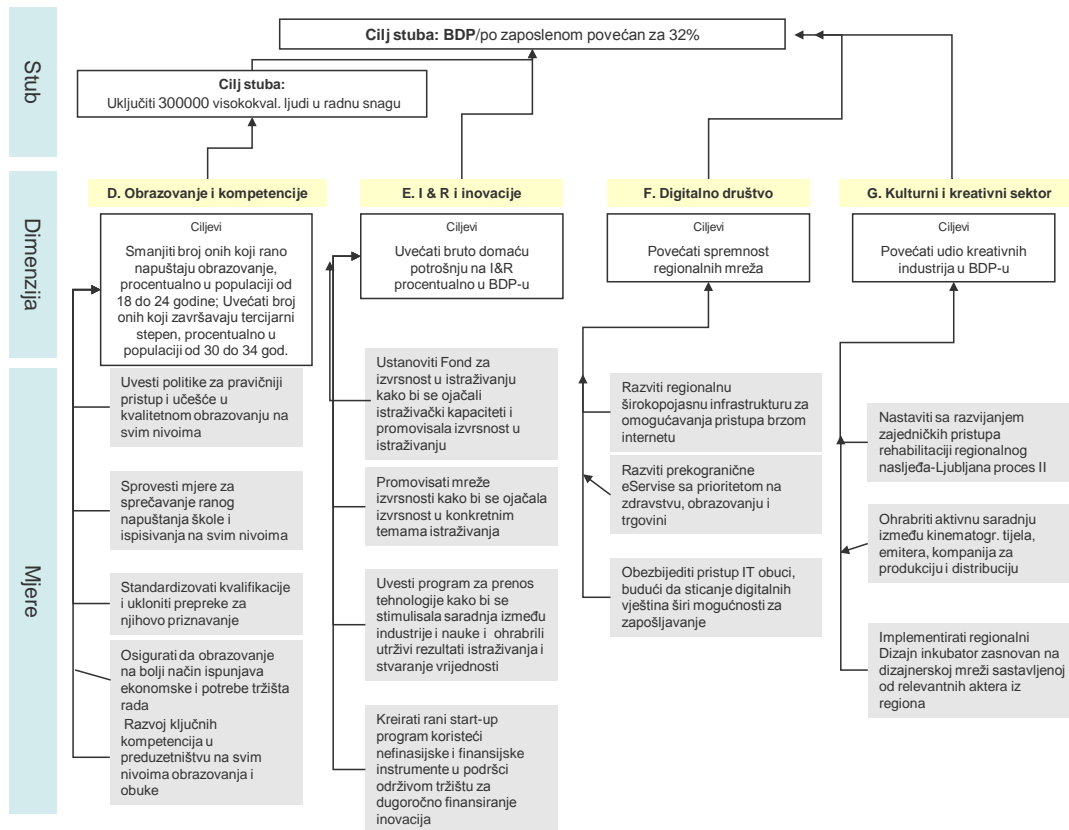 Stub
Cilj stuba: BDP/po zaposlenom povećan za 32%
Cilj stuba:
Uključiti 300000 visokokval. ljudi u radnu snagu
Dimenzija
D. Obrazovanje i kompetencije
Ciljevi
Smanjiti broj onih koji rano
napuštaju obrazovanje,
procentualno u populaciji od
18 do 24 godine; Uvećati broj
onih koji završavaju tercijarni
stepen, procentualno u
populaciji od 30 do 34 god.
E. I & R i inovacije
Ciljevi
Uvećati bruto domaću
potrošnju na I&R
procentualno u BDP-u
F. Digitalno društvo
Ciljevi
Povećati spremnost
regionalnih mreža
G. Kulturni i kreativni sektor
Ciljevi
Povećati udio kreativnih
industrija u BDP-u
Mjere
Uvesti politike za pravičniji
pristup i učešće u
kvalitetnom obrazovanju na
svim nivoima
Sprovesti mjere za
sprečavanje ranog
napuštanja škole i
ispisivanja na svim nivoima
Standardizovati kvalifikacije
i ukloniti prepreke za
njihovo priznavanje
Osigurati da obrazovanje
na bolji način ispunjava
ekonomske i potrebe tržišta
rada
Razvoj ključnih
kompetencija u
preduzetništvu na svim
nivoima obrazovanja i
obuke
Ustanoviti Fond za
izvrsnost u istraživanju
kako bi se ojačali
istraživački kapaciteti i
promovisala izvrsnost u
istraživanju
Promovisati mreže
izvrsnosti kako bi se ojačala
izvrsnost u konkretnim
temama istraživanja
Uvesti program za prenos
tehnologije kako bi se
stimulisala saradnja između
industrije i nauke i ohrabrili
utrživi rezultati istraživanja i
stvaranje vrijednosti
Kreirati rani start-up
program koristeći
nefinasijske i finansijske
instrumente u podršci
održivom tržištu za
dugoročno finansiranje
inovacija
Razviti regionalnu
širokopojasnu infrastrukturu za
omogućavanja pristupa brzom
internetu
Razviti prekogranične
eServise sa prioritetom na
zdravstvu, obrazovanju i
trgovini
Obezbijediti pristup IT obuci,
budući da sticanje digitalnih
vještina širi mogućnosti za
zapošljavanje
Nastaviti sa razvijanjem
zajedničkih pristupa
rehabilitaciji regionalnog
nasljeđa-Ljubljana proces II
Ohrabriti aktivnu saradnju
između kinematogr. tijela,
emitera, kompanija za
produkciju i distribuciju
Implementirati regionalni
Dizajn inkubator zasnovan na
dizajnerskoj mreži sastavljenoj
od relevantnih aktera iz
regiona